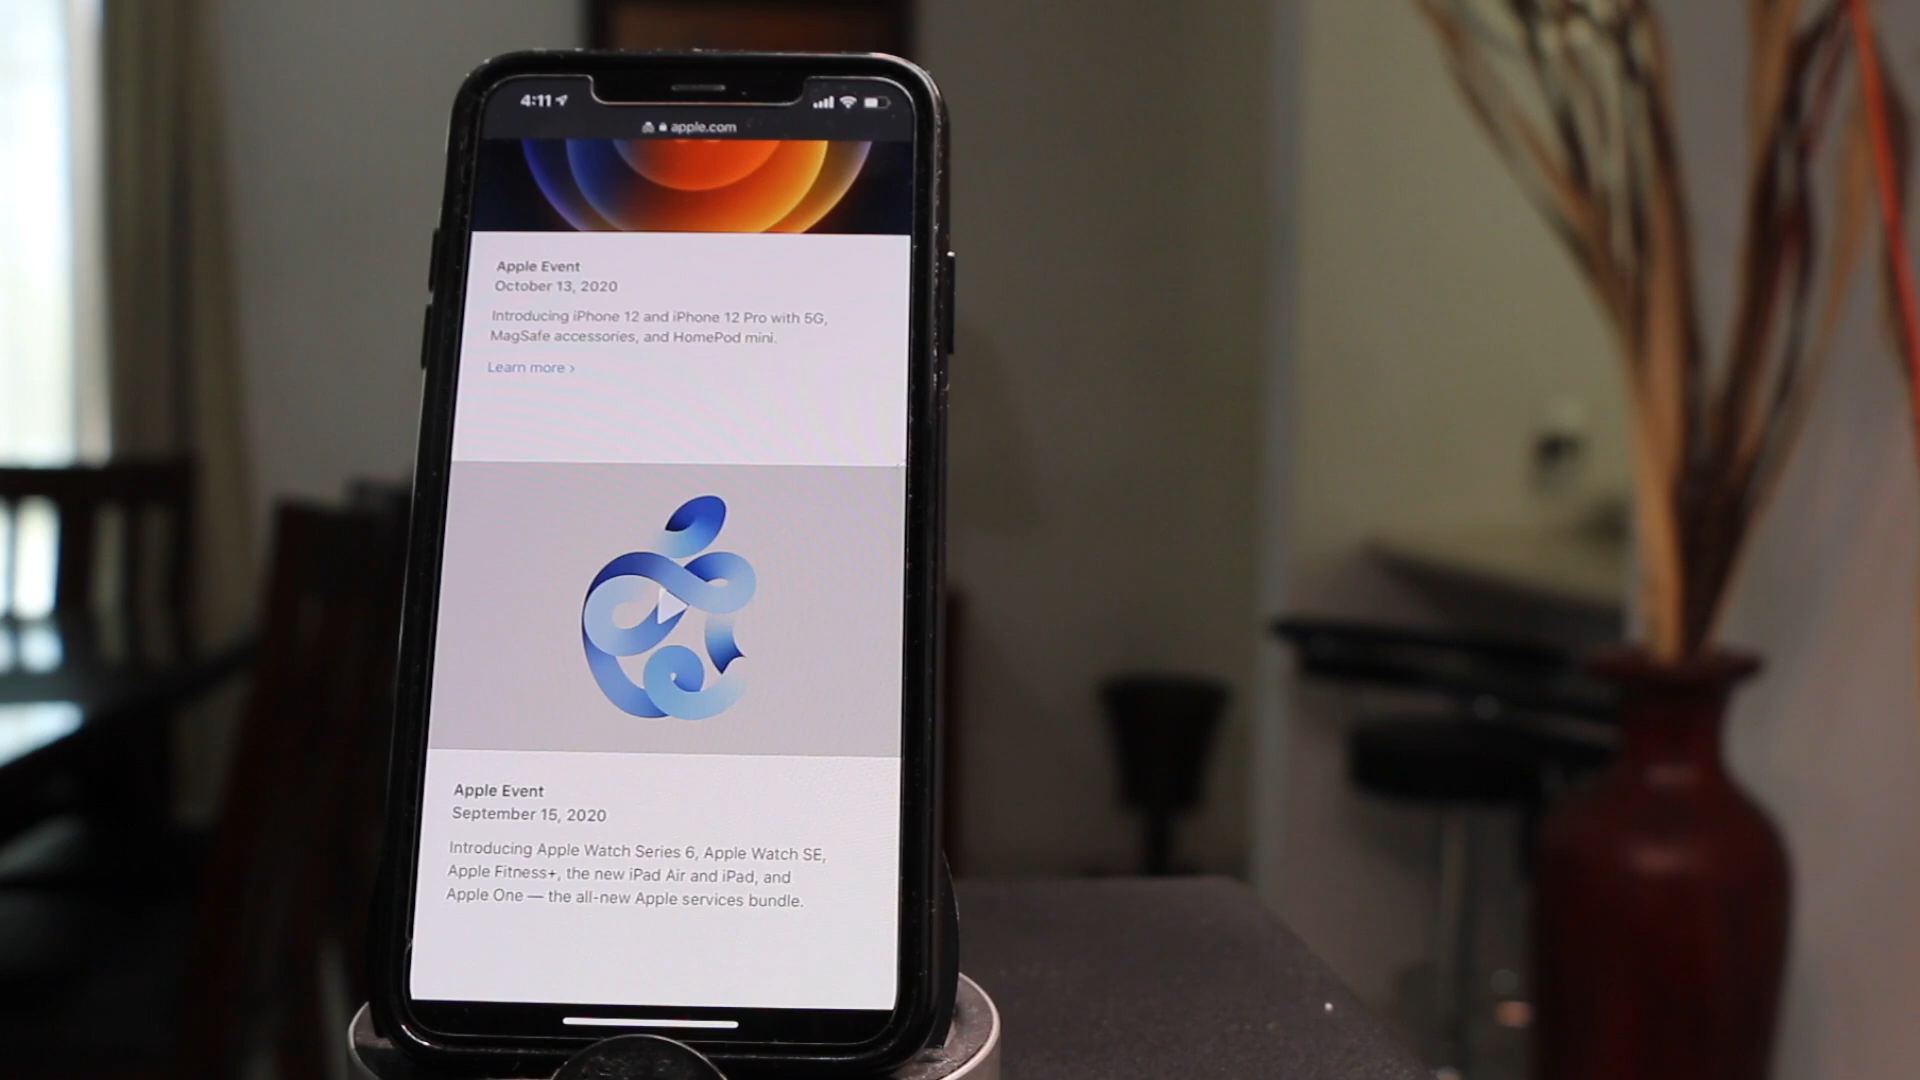 4:11
apple.com
Apple Event
October 13, 2020
Introducing iPhone 12 and iPhone 12 Pro with 5G,
MagSafe accessories, and HomePod mini.
Learn more >
Apple Event
September 15, 2020
Introducing Apple Watch Series 6, Apple Watch SE,
Apple Fitness+, the new iPad Air and iPad, and
Apple One — the all-new Apple services bundle.